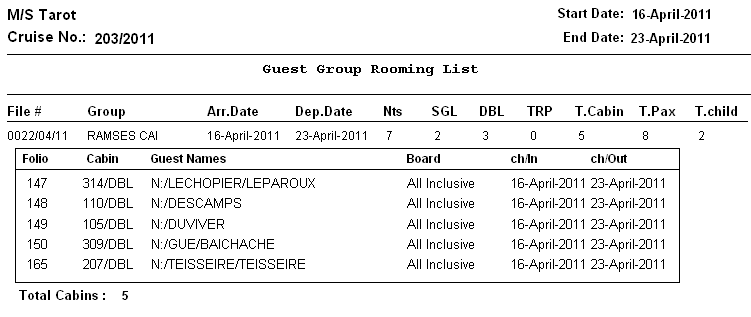 M/S Tarot Start Date: 16-April-2011
Cruise No.: 203/2011 End Date: 23-April-2011
Guest Group Rooming List
File # Group Arr.Date Dep.Date Nts SGL DBL TRP T.Cabin T.Pax T.child
0022/04/11 RAMSES CAI 16-April-2011 23-April-2011 7 2 3 0 5 8 2
Folio Cabin Guest Names Board ch/In ch/Out
147 314/DBL N:/LECHOPIER/LEPAROUX All Inclusive 16-April-2011 23-April-2011
148 110/DBL N:/DESCAMPS All Inclusive 16-April-2011 23-April-2011
149 105/DBL N:/DUVIVER All Inclusive 16-April-2011 23-April-2011
150 309/DBL N:/GUE/BAICHACHE All Inclusive 16-April-2011 23-April-2011
165 207/DBL N:/TEISSEIRE/TEISSEIRE All Inclusive 16-April-2011 23-April-2011
Total Cabins : 5